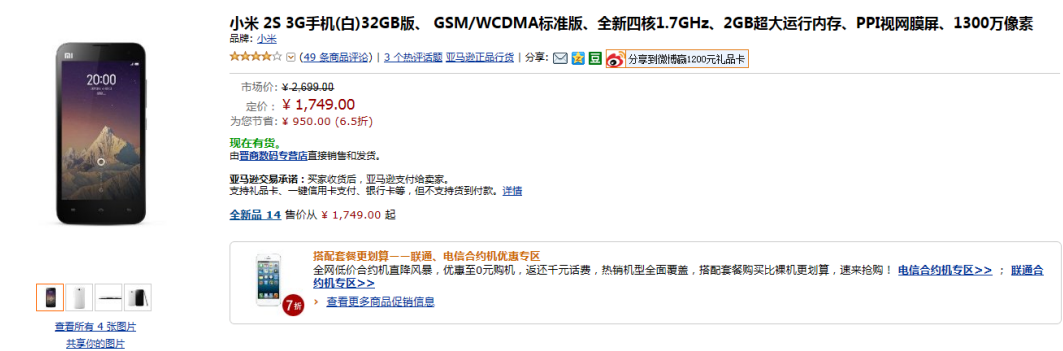 小米 2S 3G手机(白)32GB版、 GSM/WCDMA标准版、全新四核1.7GHz、2GB超大运行内存、PPI视网膜屏、1300万像素
品牌: 小米
(49 条商品评论) | 3 个热评话题 亚马逊正品行货 | 分享: 豆 分享到微博赢1200元礼品卡
市场价: ¥ 2,699.00
定价： ¥ 1,749.00
为您节省: ¥ 950.00 (6.5折)
现在有货。
由晋商数码专营店直接销售和发货。
亚马逊交易承诺：买家收货后，亚马逊支付给卖家。
支持礼品卡、一键信用卡支付、银行卡等，但不支持货到付款。详情
全新品 14 售价从 ¥ 1,749.00 起
MI
20:00
搭配套餐更划算——联通、电信合约机优惠专区
全网低价合约机直降风暴，优惠至0元购机，返还千元话费，热销机型全面覆盖，搭配套餐购买比裸机更划算，速来抢购！ 电信合约机专区>> ； 联通合
约机专区>>
7折
› 查看更多商品促销信息
查看所有 4 张图片
共享你的图片